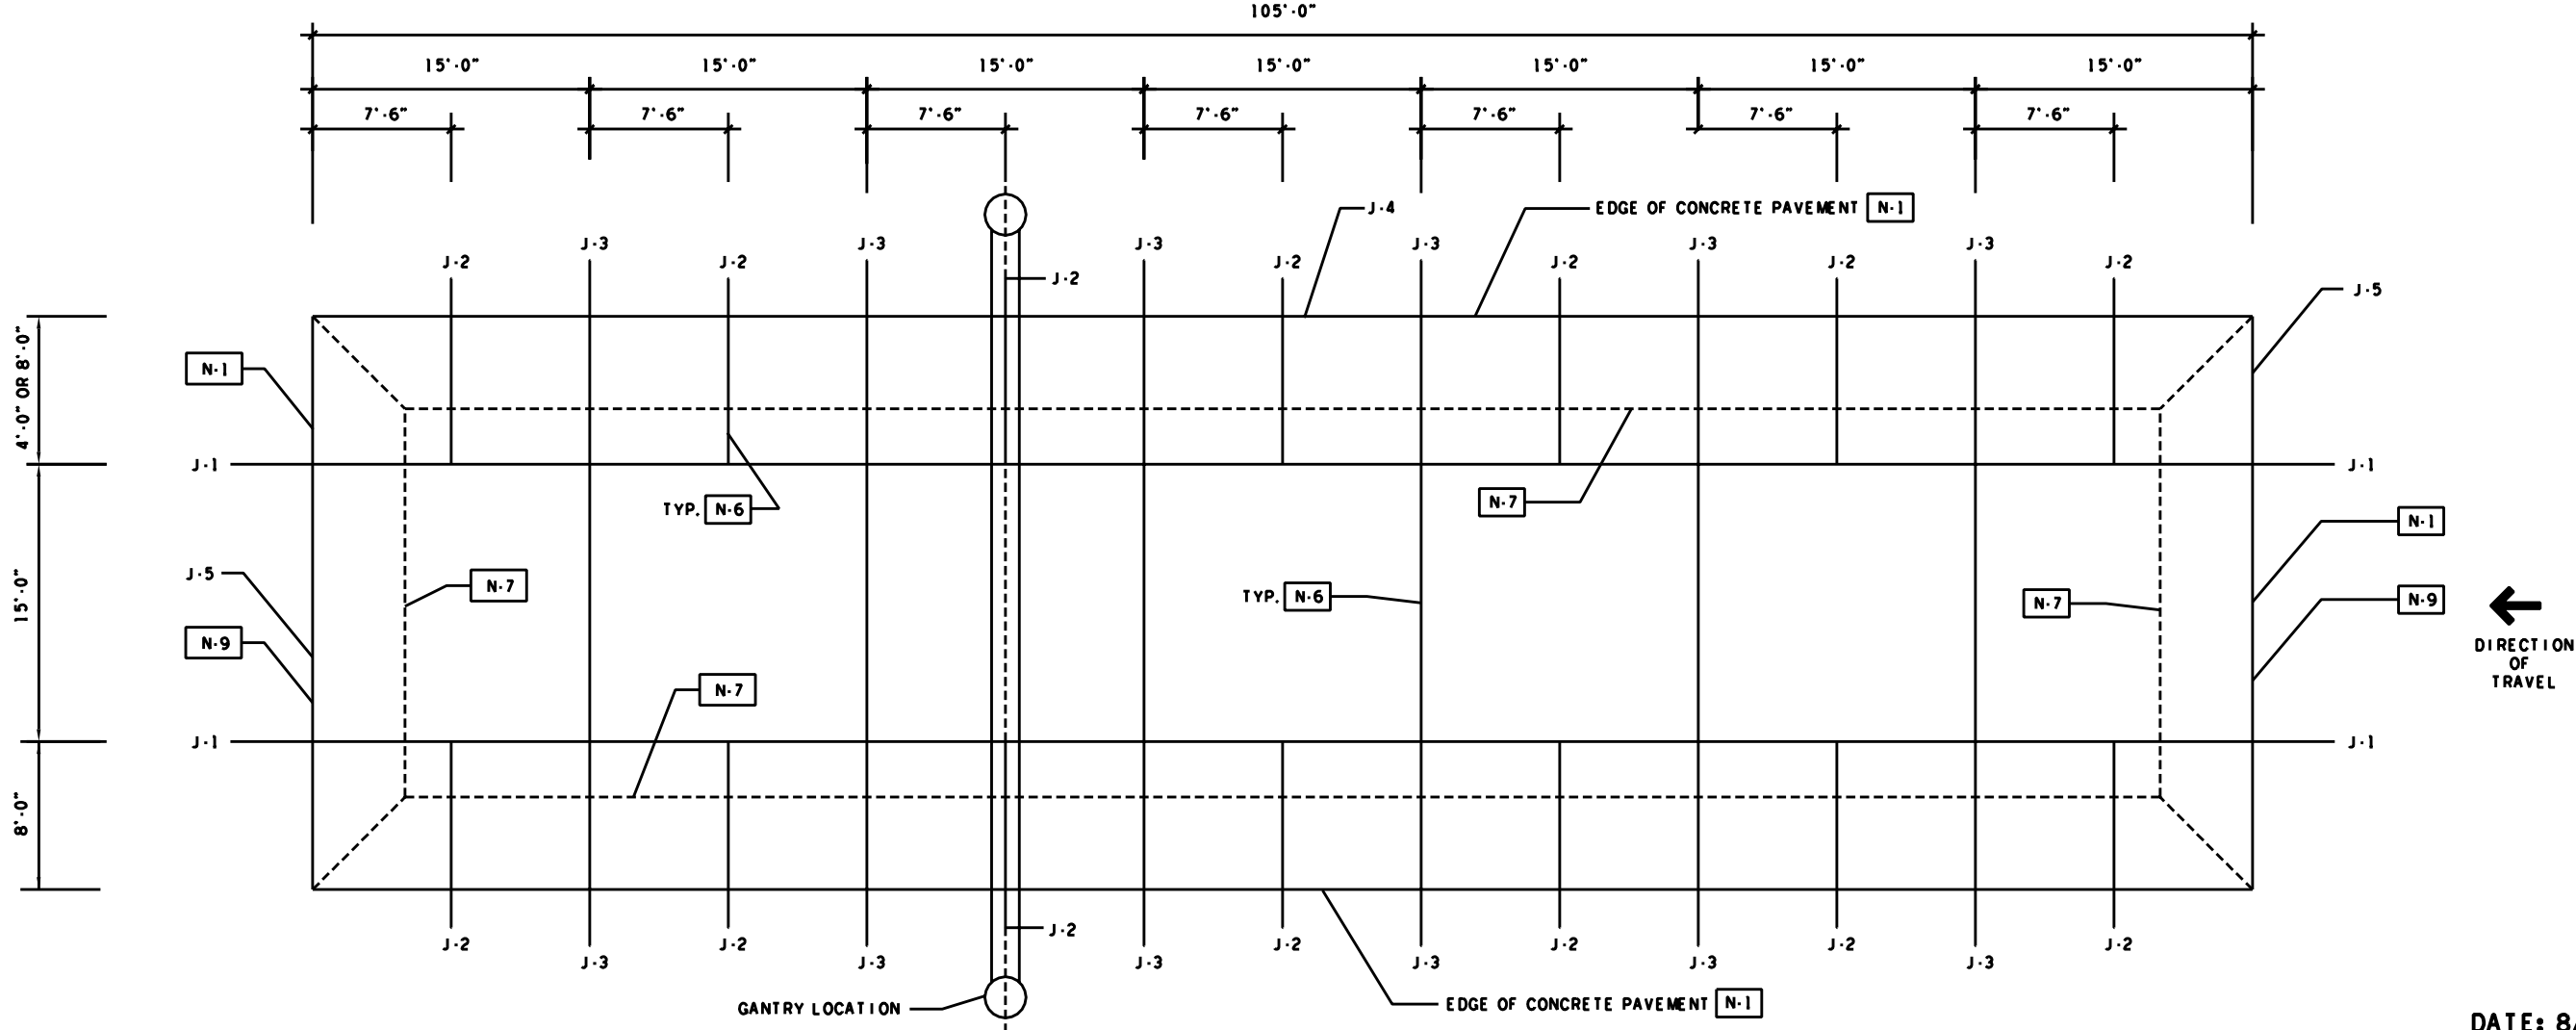 105'-0"
15'-0" 15'-0" 15'-0" 15'-0" 15'-0" 15'-0" 15'-0"
7'-6" 7'-6" 7'-6" 7'-6" 7'-6" 7'-6" 7'-6"
J-4 EDGE OF CONCRETE PAVEMENT N-1
J-3 J-3 J-3 J-3 J-3 J-3
J-2 J-2 J-2 J-2 J-2 J-2
J-2
J-5
4'-0" OR 8'-0"
N-1
J-1 J-1
TYP. N-6
N-7
N-1
J-5
N-7
15'-0"
TYP. N-6
N-7
N-9
N-9
DIRECTION
OF
TRAVEL
N-7
J-1 J-1
8'-0"
J-2
J-2 J-2 J-2 J-2 J-2 J-2
J-3 J-3 J-3 J-3 J-3 J-3
GANTRY LOCATION
EDGE OF CONCRETE PAVEMENT N-1
DATE: 8